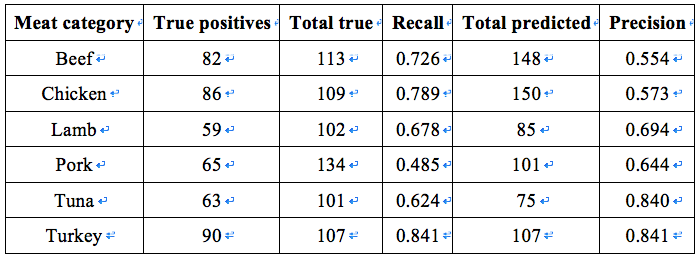 Meat category True positives Total true Recall Total predicted Precision
Beef 82 113 0.726 148 0.554
Chicken 86 109 0.789 150 0.573
Lamb 59 102 0.678 85 0.694
Pork 65 134 0.485 101 0.644
Tuna 63 101 0.624 75 0.840
Turkey 90 107 0.841 107 0.841